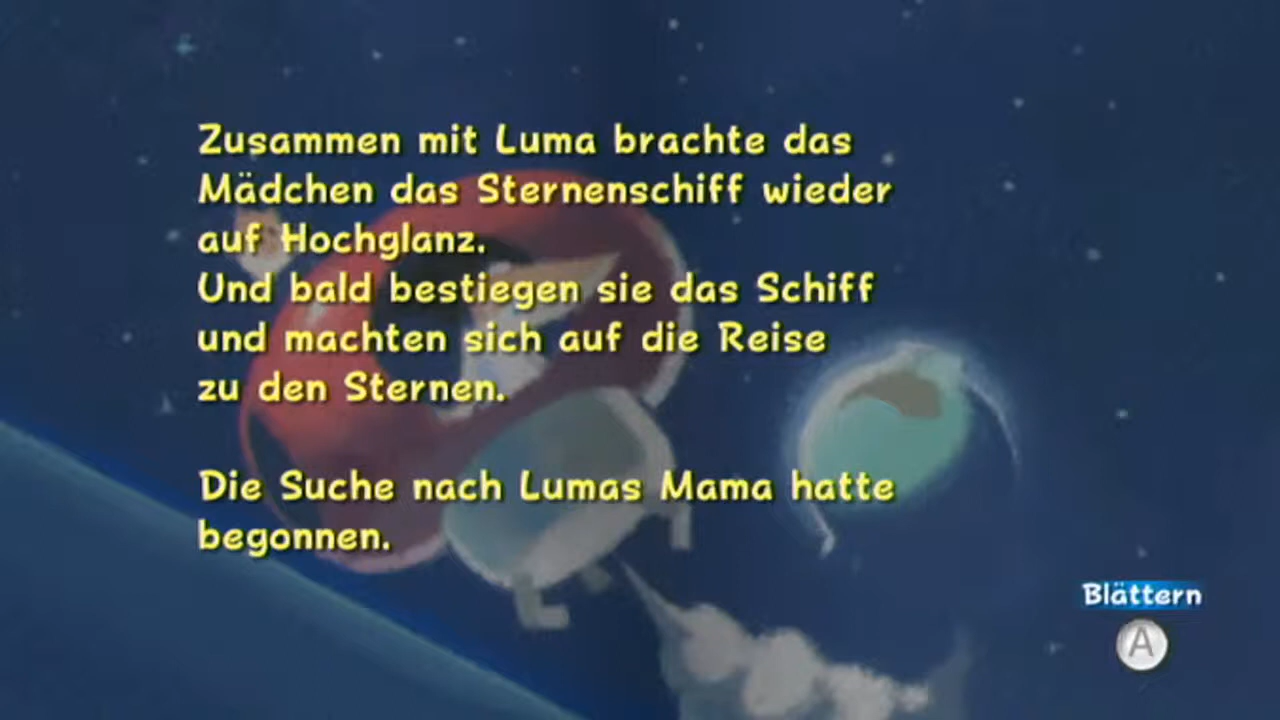 Zusammen mit Luma brachte das
Mädchen das Sternenschiff wieder
auf Hochglanz.
Und bald bestiegen sie das Schiff
und machten sich auf die Reise
zu den Sternen.
Die Suche nach Lumas Mama hatte
begonnen.
Blättern
A